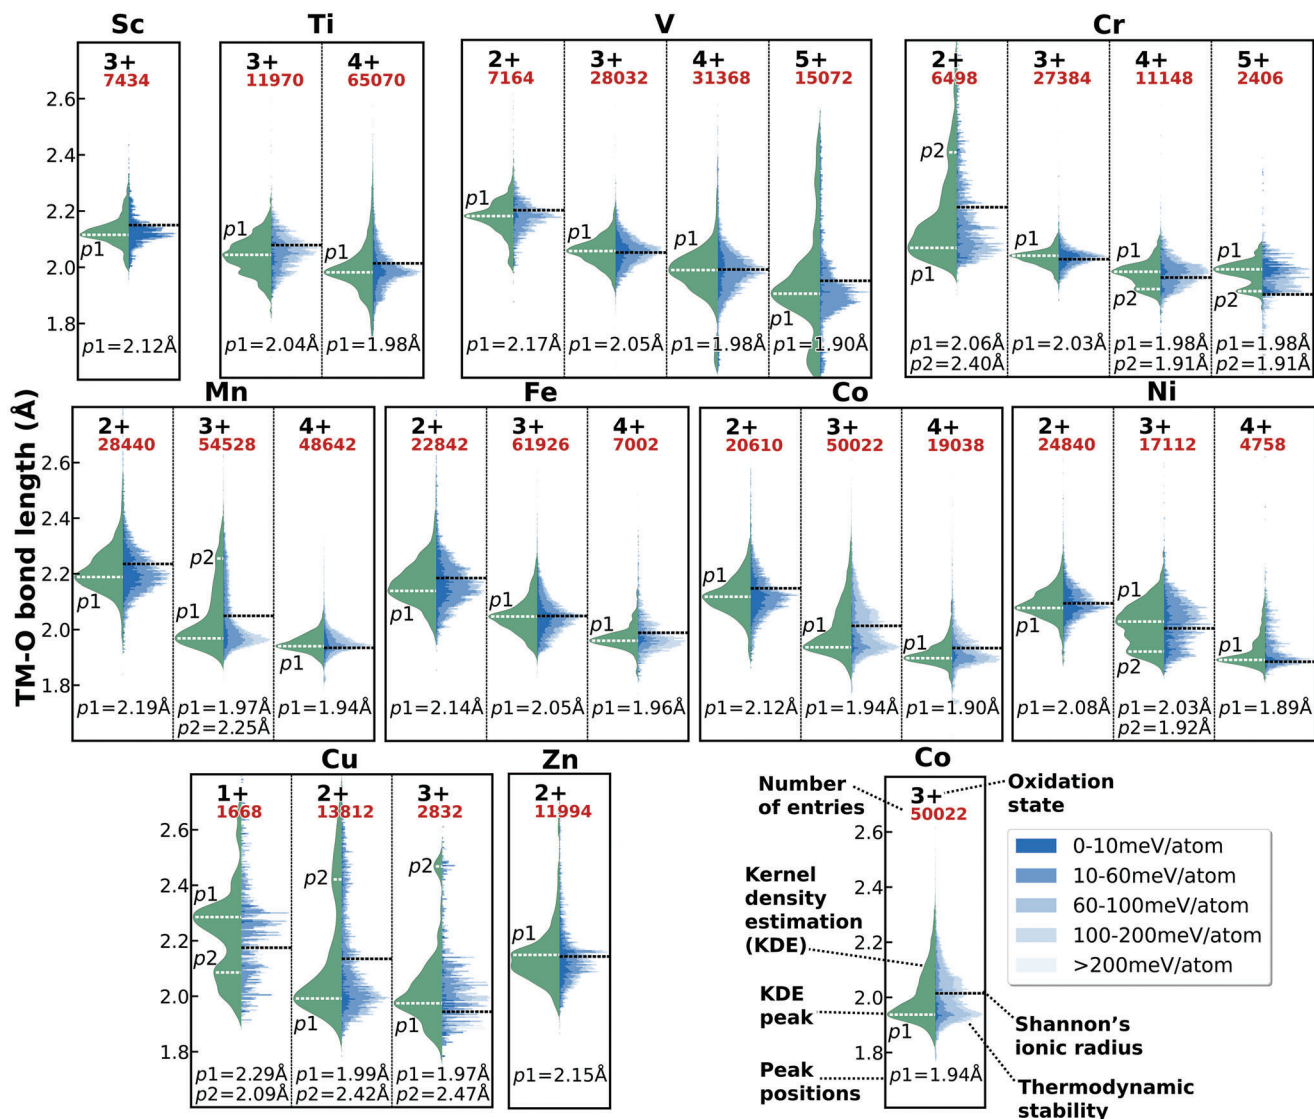 Sc Ti V Cr
3+ 3+ 4+ 2+ 3+ 4+ 5+ 2+ 3+ 4+ 5+
7434 11970 65070 7164 28032 31368 15072 6498 27384 11148 2406
2.6
2.4
2.2
2.0
1.8
p1 p1 p1 p1 p1 p1 p1 p2 p1 p1 p1 p2 p1 p2
p1=2.12Å p1=2.04Å p1=1.98Å p1=2.17Å p1=2.05Å p1=1.98Å p1=1.90Å p1=2.06Å p1=2.03Å p1=1.98Å p1=1.98Å
p2=2.40Å p2=1.91Å p2=1.91Å
TM-O bond length (Å)
Mn Fe Co Ni
2+ 3+ 4+ 2+ 3+ 4+ 2+ 3+ 4+ 2+ 3+ 4+
28440 54528 48642 22842 61926 7002 20610 50022 19038 24840 17112 4758
2.6
2.4
2.2
2.0
1.8
p1 p2 p1 p1 p1 p1 p1 p1 p1 p1 p1 p1 p2 p1
p1=2.19Å p1=1.97Å p1=1.94Å p1=2.14Å p1=2.05Å p1=1.96Å p1=2.12Å p1=1.94Å p1=1.90Å p1=2.08Å p1=2.03Å p1=1.89Å
p2=2.25Å p2=1.92Å
Cu Zn
1+ 2+ 3+ 2+
1668 13812 2832 11994
2.6
2.4
2.2
2.0
1.8
p1 p2 p2 p1 p2 p1 p1
p1=2.29Å p1=1.99Å p1=1.97Å p1=2.15Å
p2=2.09Å p2=2.42Å p2=2.47Å
Co
Number
of entries
Oxidation
state
3+
50022
2.6
2.4
2.2
2.0
1.8
Kernel
density
estimation
(KDE)
KDE
peak
p1
Peak
positions
p1=1.94Å
0-10meV/atom
10-60meV/atom
60-100meV/atom
100-200meV/atom
>200meV/atom
Shannon's
ionic radius
Thermodynamic
stability